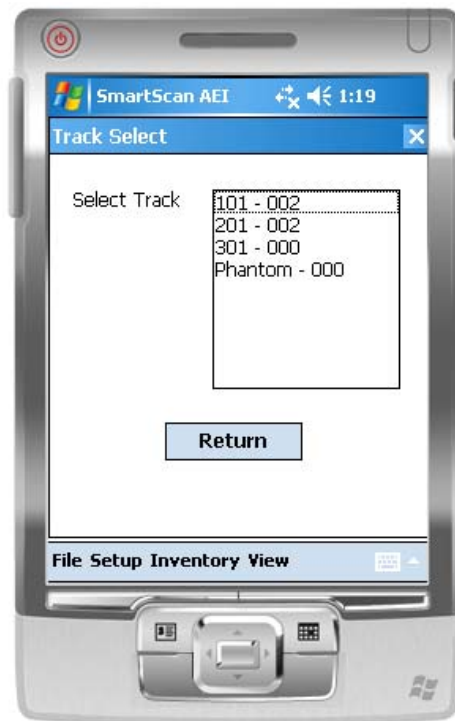 SmartScan AEI 1:19
Track Select
Select Track
101 - 002
201 - 002
301 - 000
Phantom - 000
Return
File Setup Inventory View